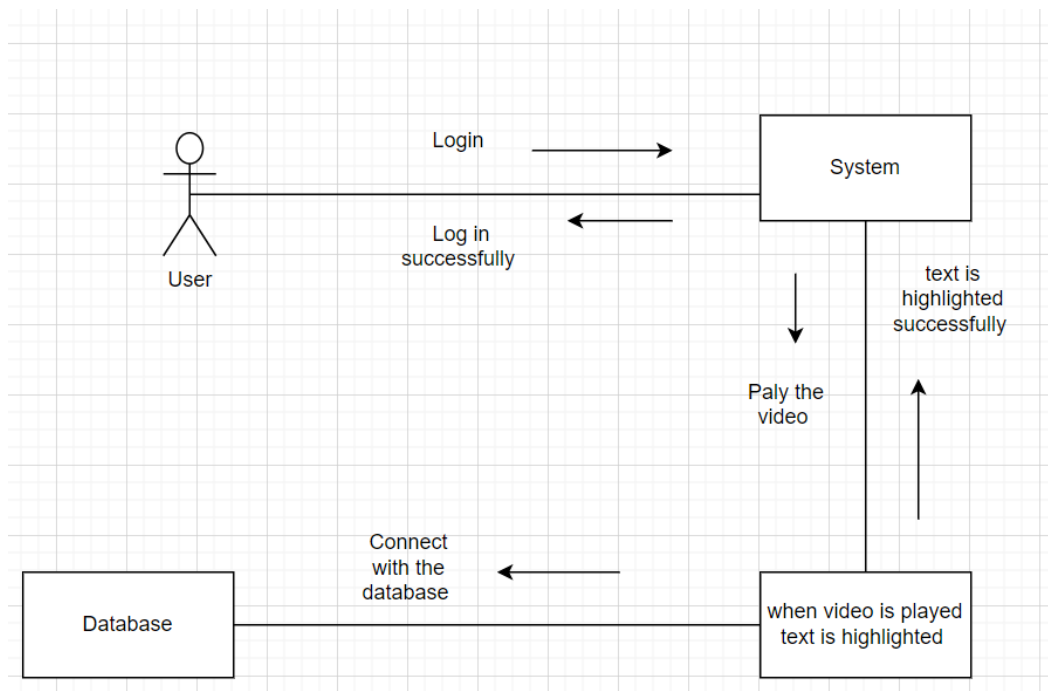 Login
System
Log in
successfully
User
text is
highlighted
successfully
Paly the
video
Connect
with the
database
Database
when video is played
text is highlighted